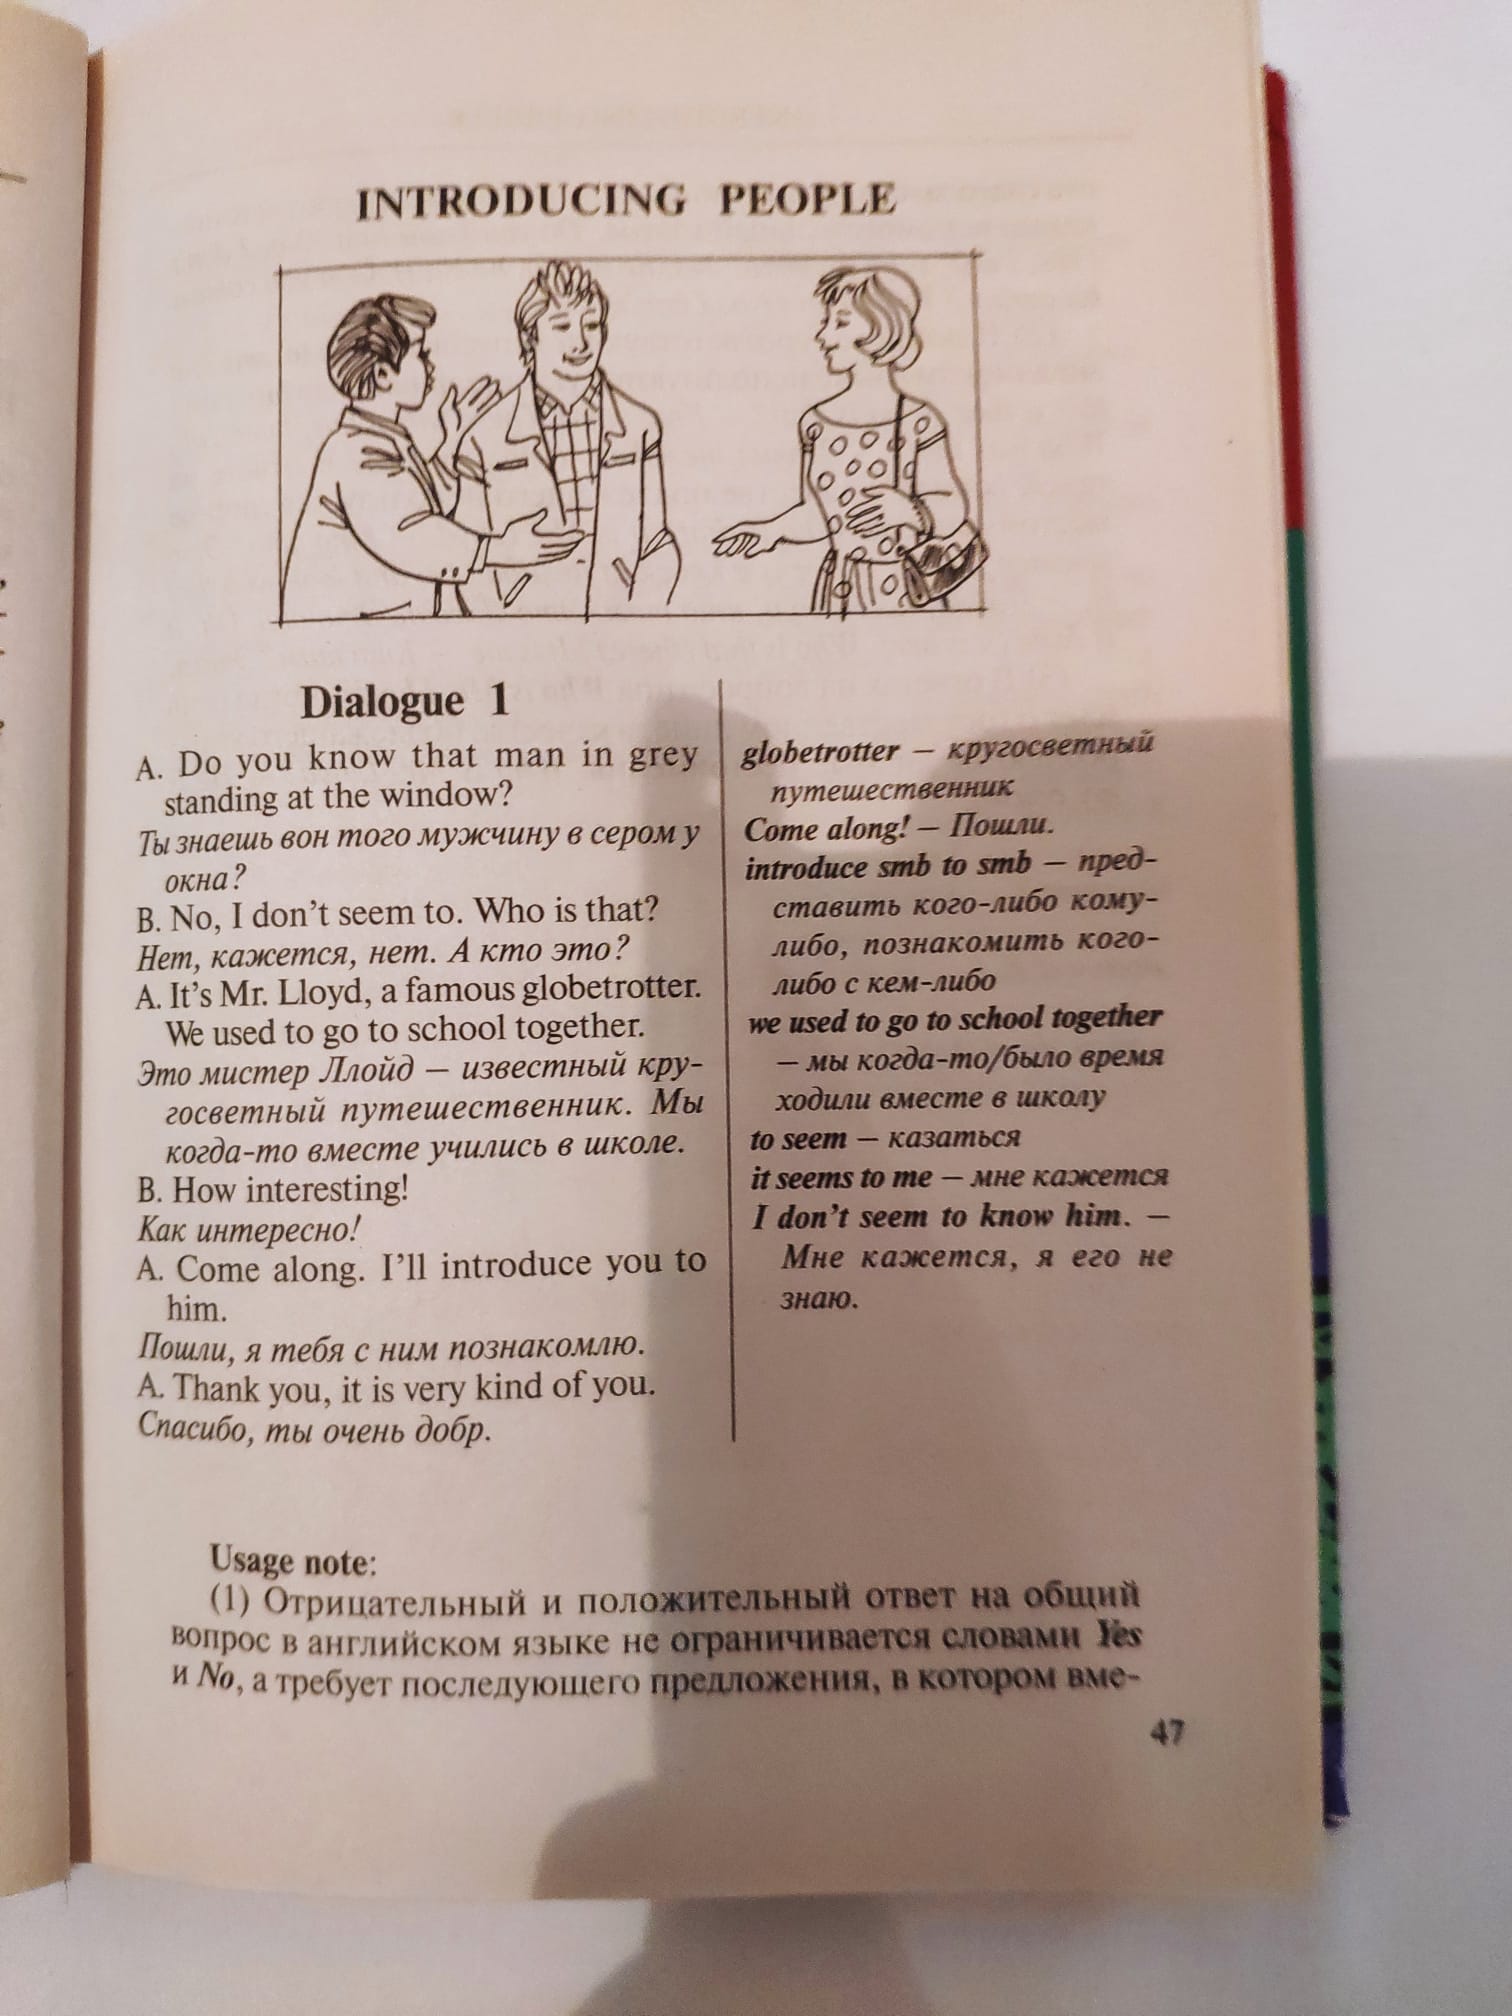 INTRODUCING PEOPLE
Dialogue 1
A. Do you know that man in grey
standing at the window?
Ты знаешь вон того мужчину в сером у
окна?
B. No, I don't seem to. Who is that?
Нет, кажется, нет. А кто это?
A. It's Mr. Lloyd, a famous globetrotter.
We used to go to school together.
Это мистер Ллойд — известный кру-
госветный путешественник. Мы
когда-то вместе учились в школе.
B. How interesting!
Как интересно!
A. Come along. I'll introduce you to
him.
Пошли, я тебя с ним познакомлю.
A. Thank you, it is very kind of you.
Спасибо, ты очень добр.
globetrotter — кругосветный
путешественник
Come along! — Пошли.
introduce smb to smb — пред-
ставить кого-либо кому-
либо, познакомить кого-
либо с кем-либо
we used to go to school together
— мы когда-то/было время
ходили вместе в школу
to seem — казаться
it seems to me — мне кажется
I don't seem to know him. —
Мне кажется, я его не
знаю.
Usage note:
(1) Отрицательный и положительный ответ на общий
вопрос в английском языке не ограничивается словами Yes
и No, а требует последующего предложения, в котором вме-
47